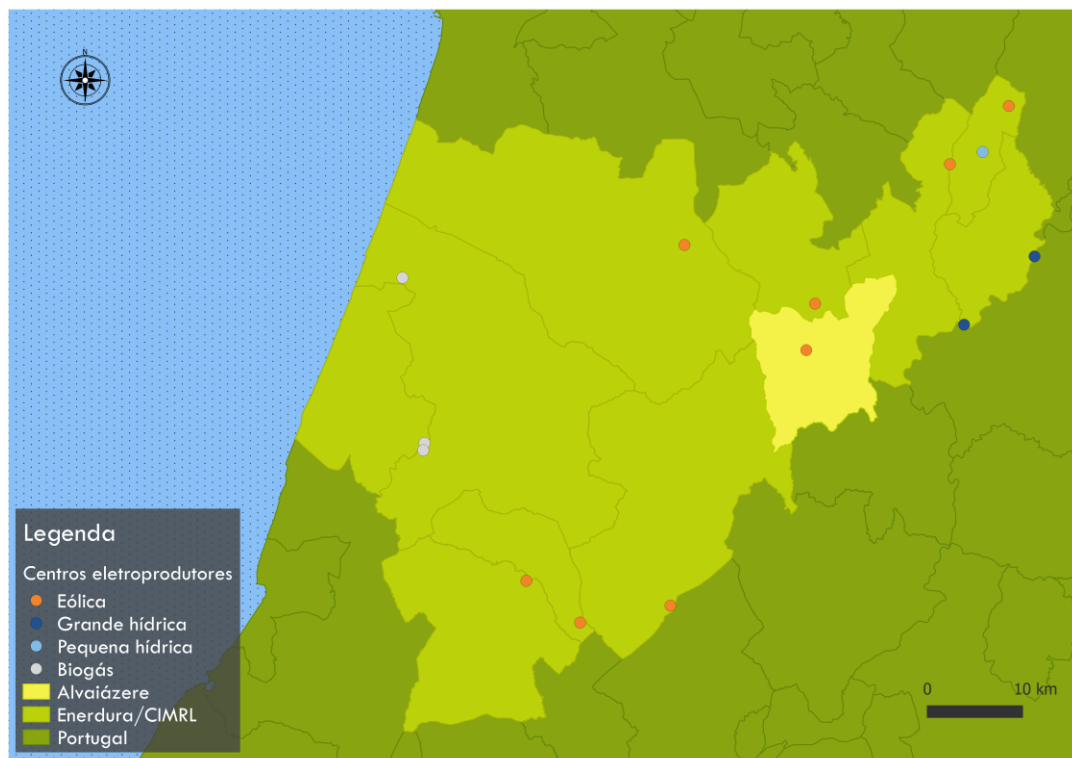 N
Legenda
Centros eletroprodutores
Eólica
Grande hídrica
Pequena hídrica
Biogás
Alvaiázere
Enerdura/CIMRL
Portugal
0 10 km